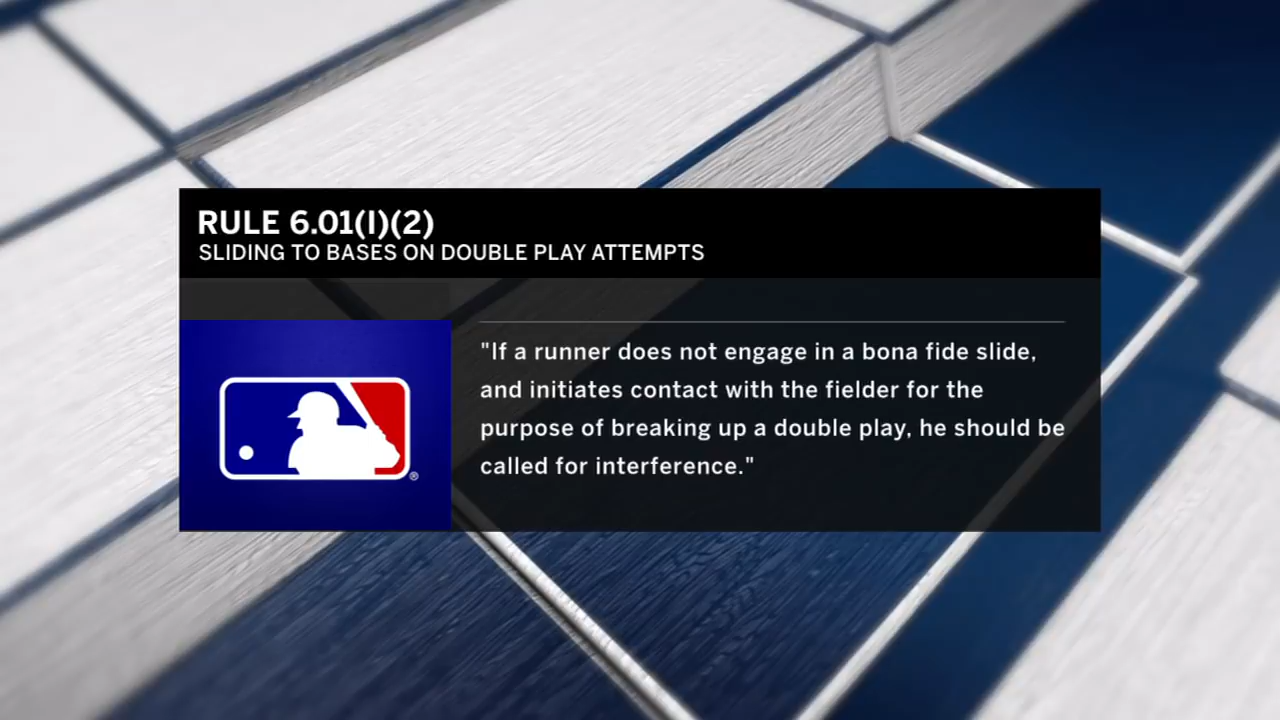 RULE 6.01(I)(2)
SLIDING TO BASES ON DOUBLE PLAY ATTEMPTS
"If a runner does not engage in a bona fide slide,
and initiates contact with the fielder for the
purpose of breaking up a double play, he should be
called for interference."
®